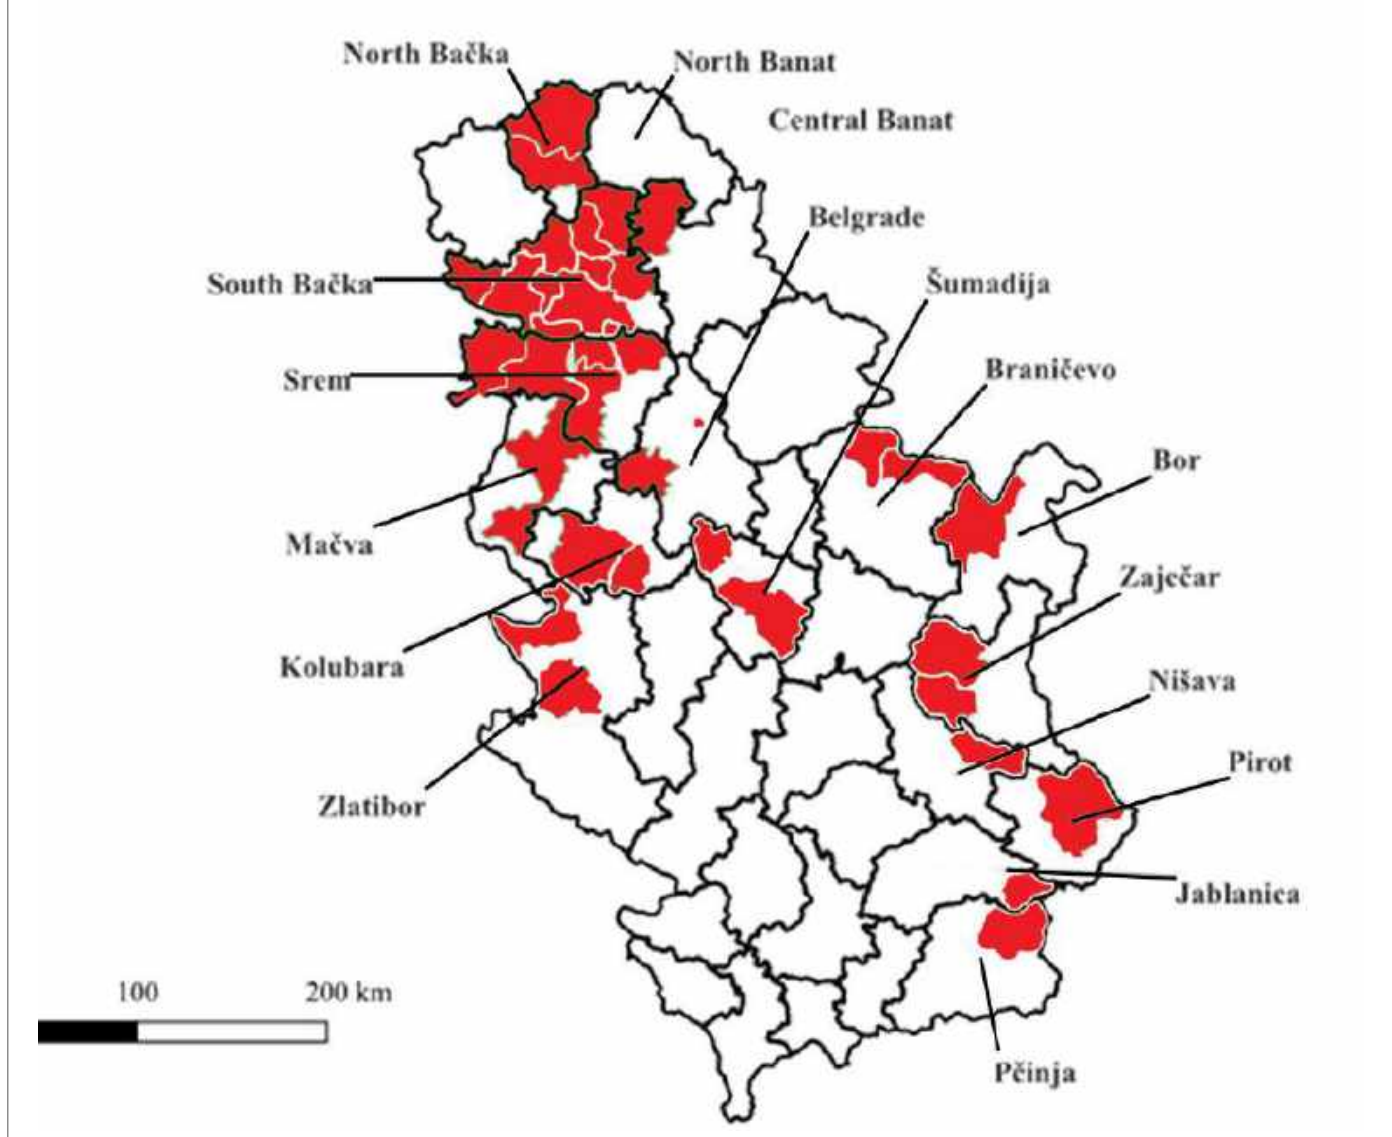 North Bačka
North Banat
Central Banat
Belgrade
South Bačka
Šumadija
Srem
Braničevo
Bor
Mačva
Zaječar
Kolubara
Nišava
Pirot
Zlatibor
Jablanica
100 200 km
Pčinja